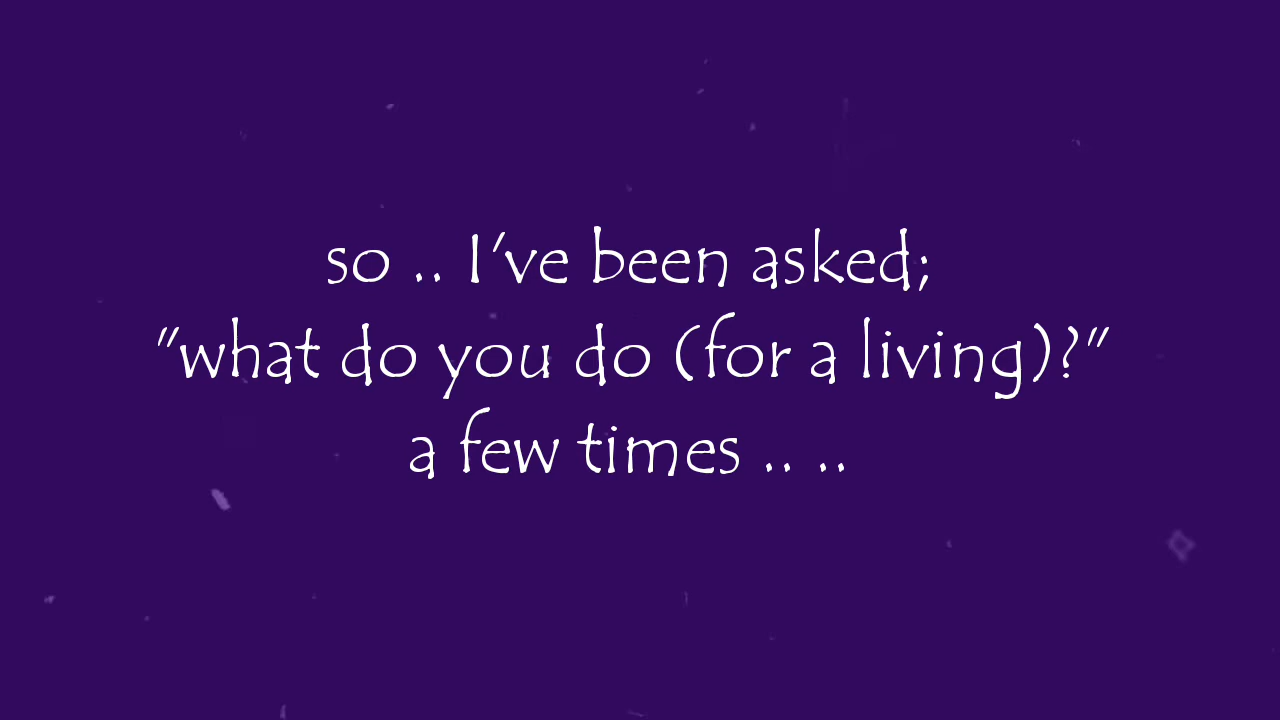 so .. I've been asked;
"what do you do (for a living)?"
a few times .. ..